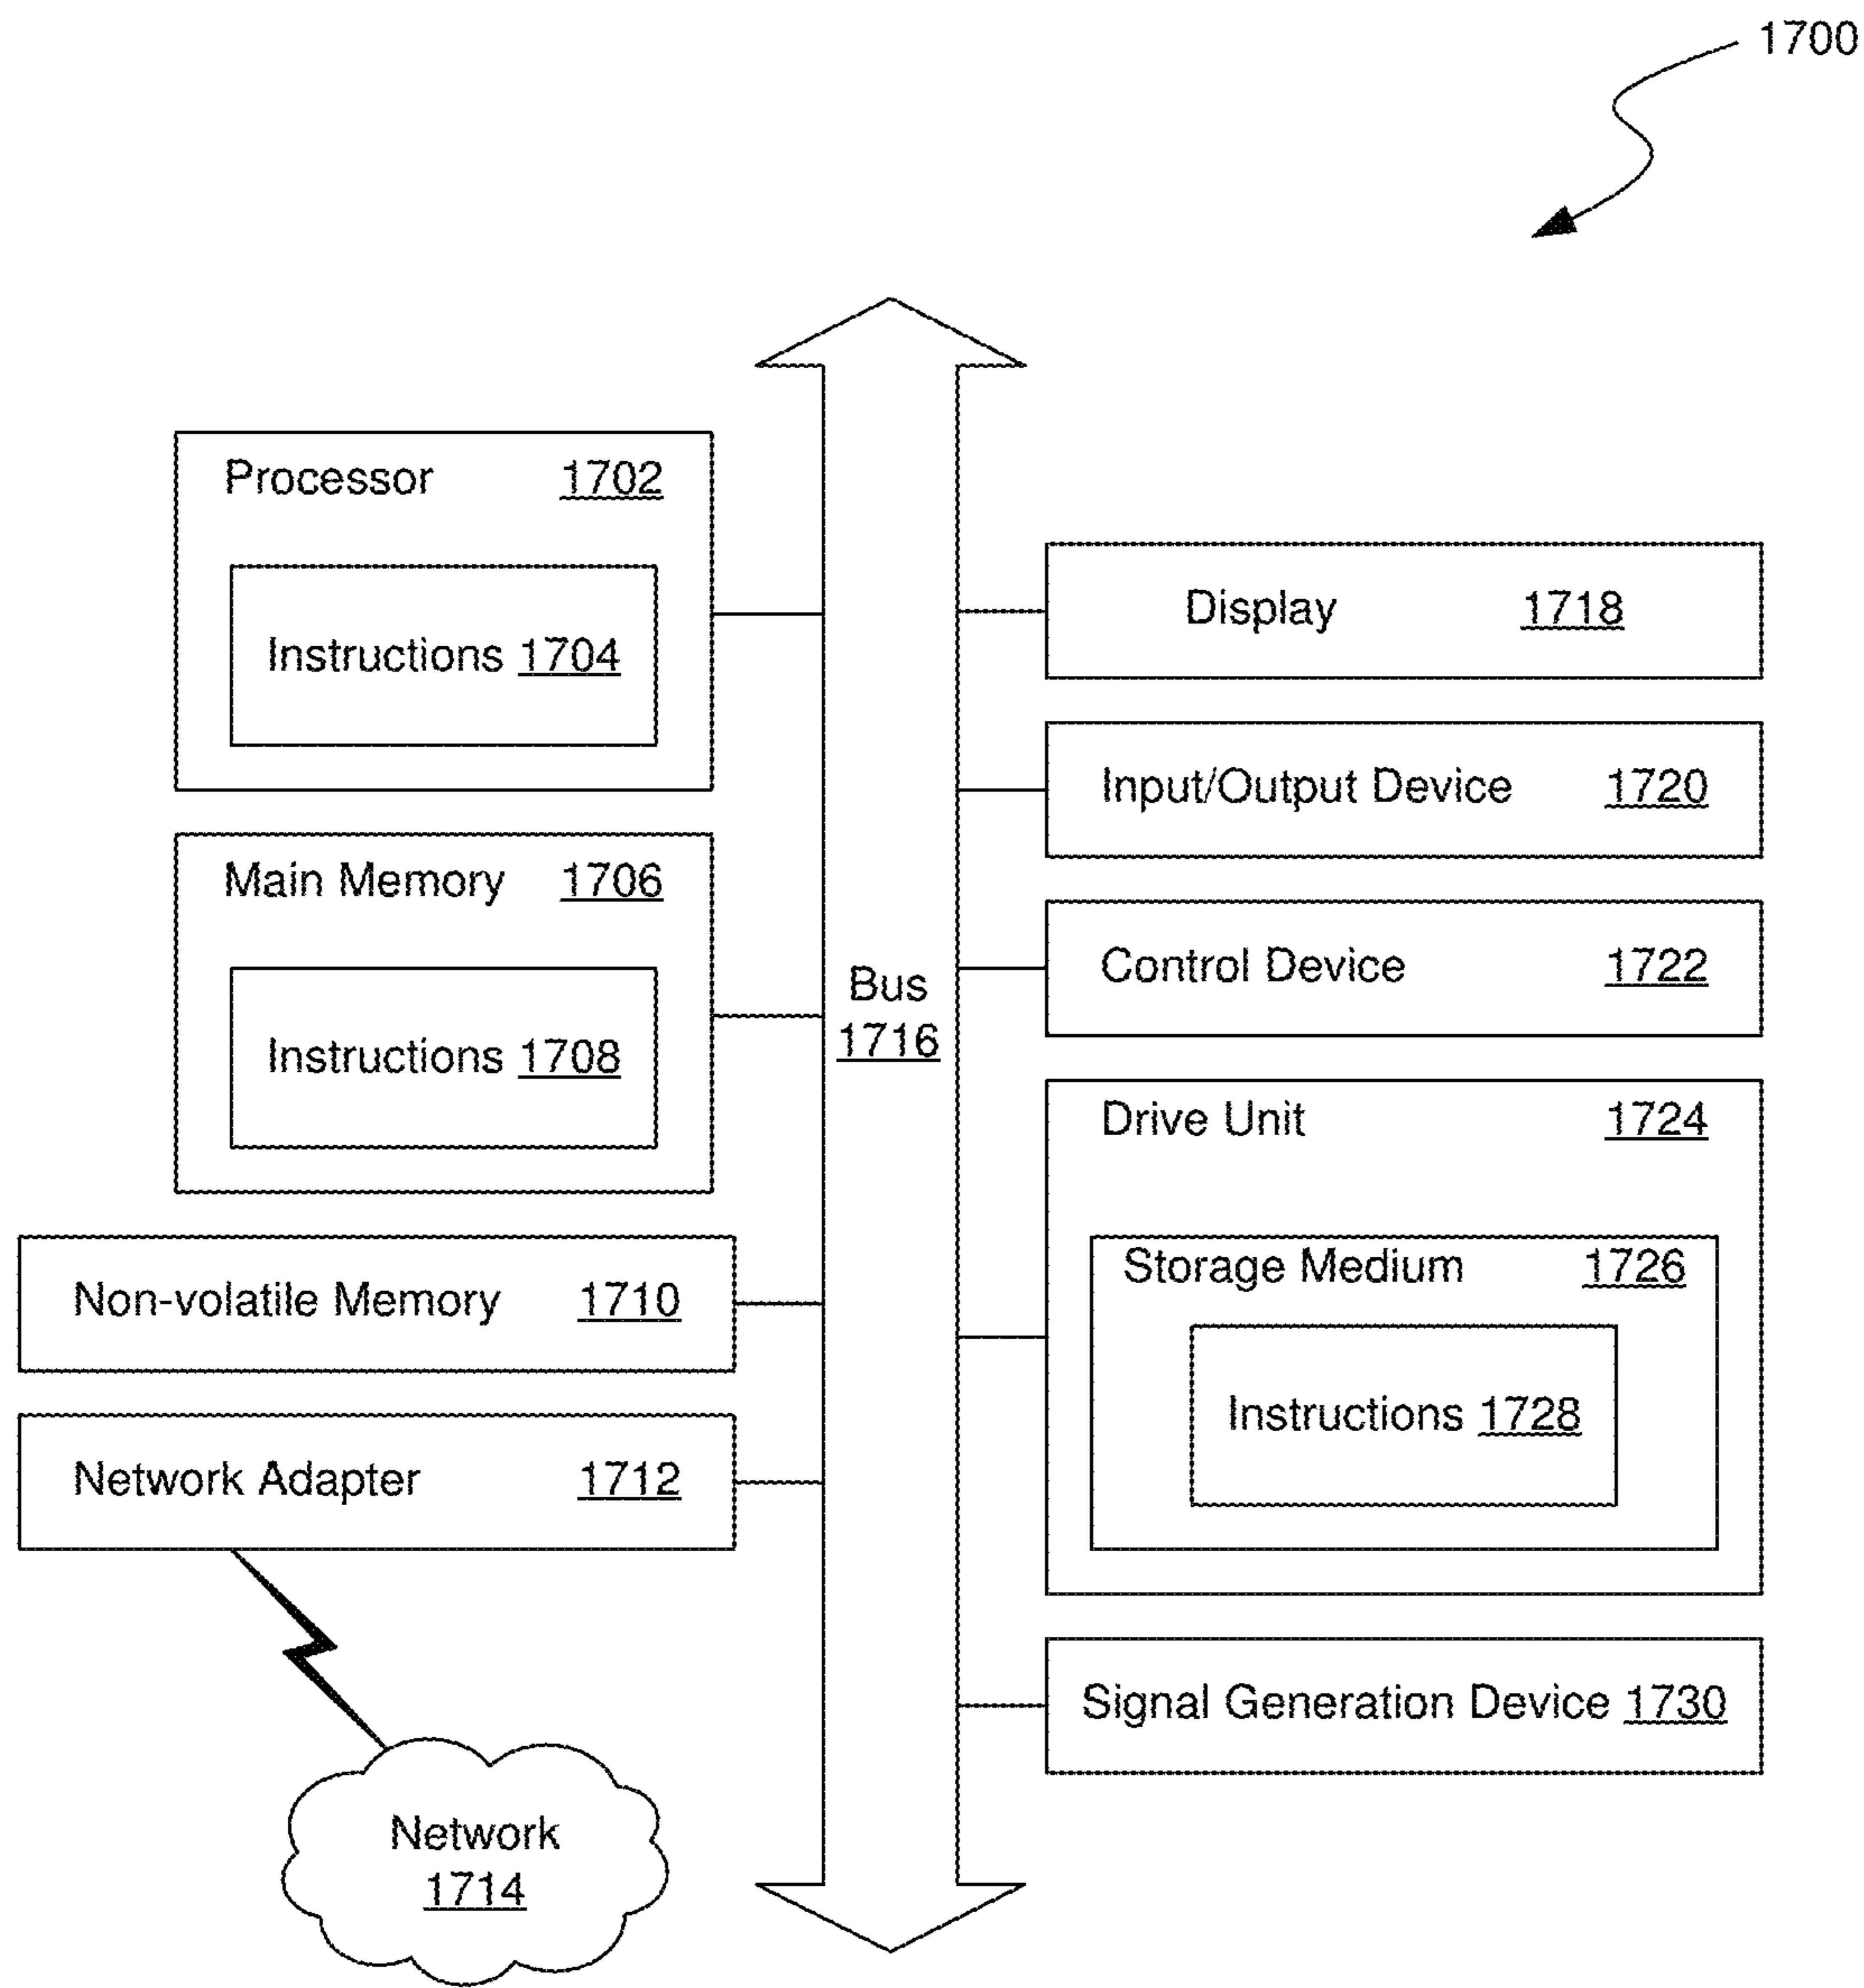 1700
Processor 1702
Instructions 1704
Main Memory 1706
Instructions 1708
Non-volatile Memory 1710
Network Adapter 1712
Network
1714
Bus
1716
Display 1718
Input/Output Device 1720
Control Device 1722
Drive Unit 1724
Storage Medium 1726
Instructions 1728
Signal Generation Device 1730